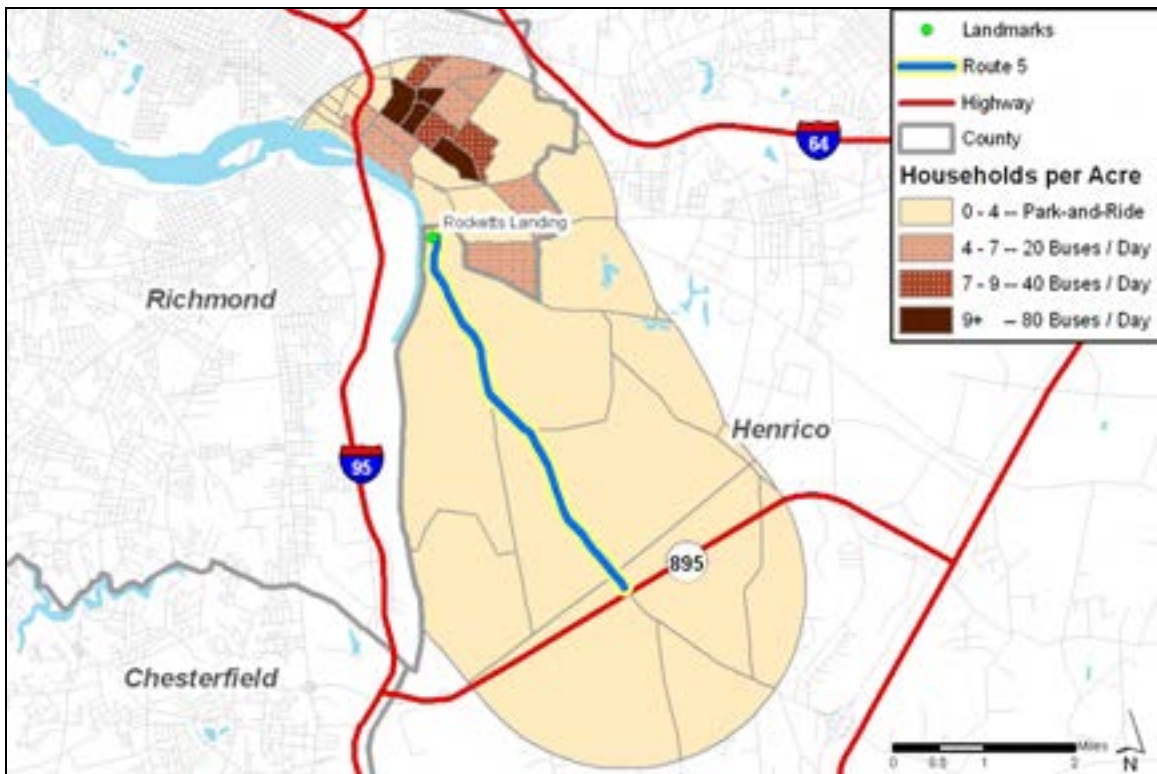 Landmarks
Route 5
Highway
County
Households per Acre
0 - 4 -- Park-and-Ride
4 - 7 -- 20 Buses / Day
7 - 9 -- 40 Buses / Day
9+ -- 80 Buses / Day
64
Rocketts Landing
Richmond
Henrico
95
895
Chesterfield
Miles
0 0.5 1 2
N